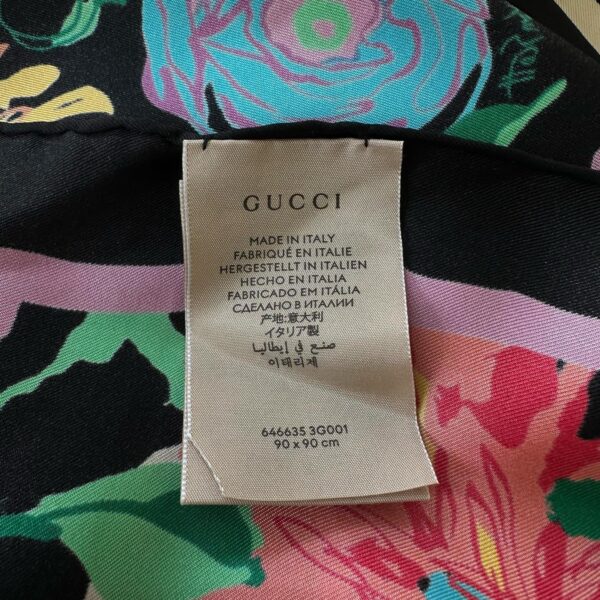 GUCCI
MADE IN ITALY
FABRIQUÉ EN ITALIE
HERGESTELLT IN ITALIEN
HECHO EN ITALIA
FABRICADO EM ITÁLIA
СДЕЛАНО В ИТАЛИИ
产地:意大利
イタリア製
صنع في إيطاليا
이태리제
646635 3G001
90 x 90 cm